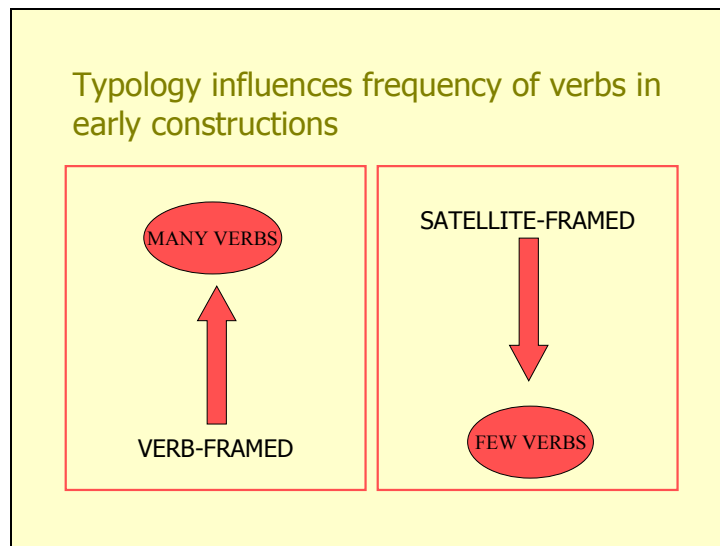 Typology influences frequency of verbs in
early constructions
MANY VERBS
VERB-FRAMED
SATELLITE-FRAMED
FEW VERBS